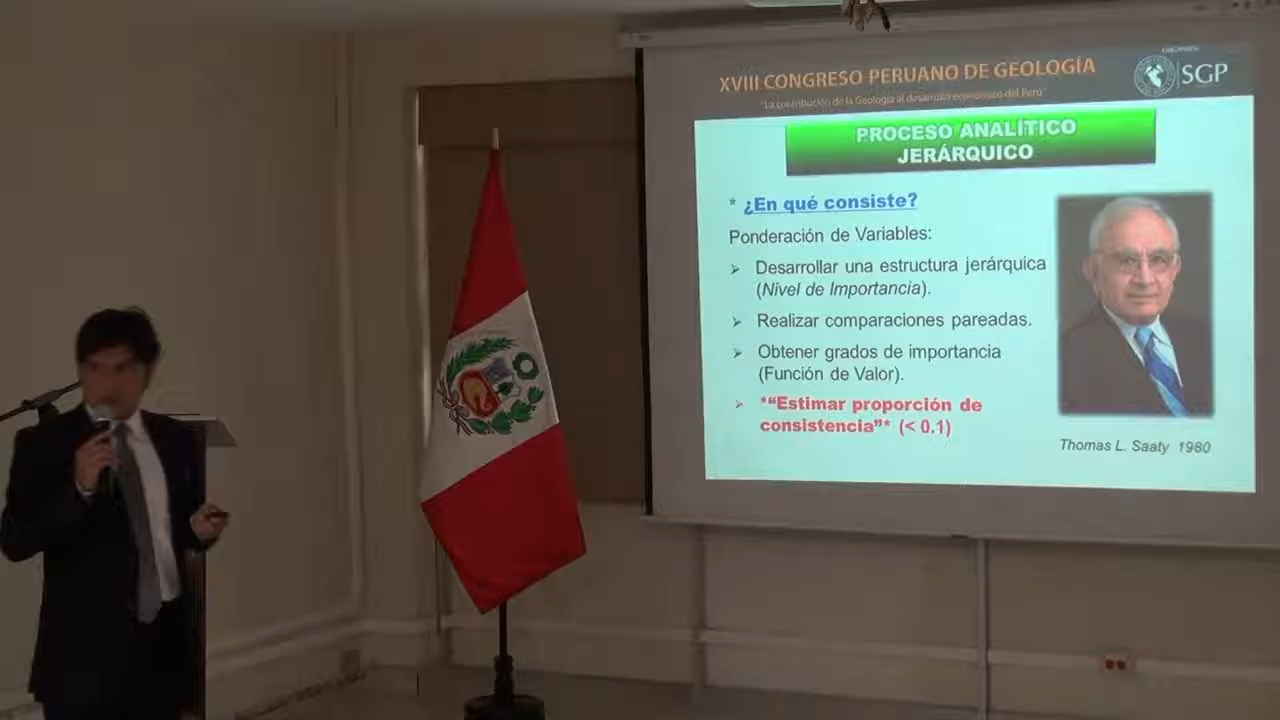 XVIII CONGRESO PERUANO DE GEOLOGÍA
"La contribución de la Geología al desarrollo económico del Perú"
SGP
PROCESO ANALÍTICO
JERÁRQUICO
* ¿En qué consiste?
Ponderación de Variables:
➢ Desarrollar una estructura jerárquica
(Nivel de Importancia).
➢ Realizar comparaciones pareadas.
➢ Obtener grados de importancia
(Función de Valor).
➢ *"Estimar proporción de
consistencia"* (< 0.1)
Thomas L. Saaty 1980